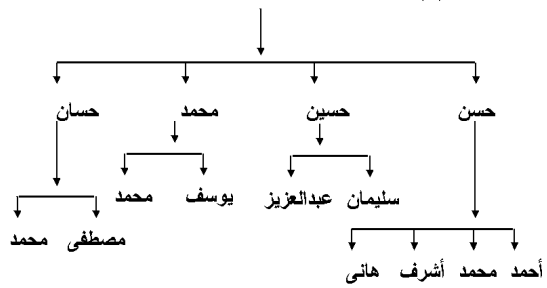 حسن حسين محمد حسان
سليمان عبدالعزيز يوسف محمد
مصطفى محمد
أحمد محمد أشرف هانى